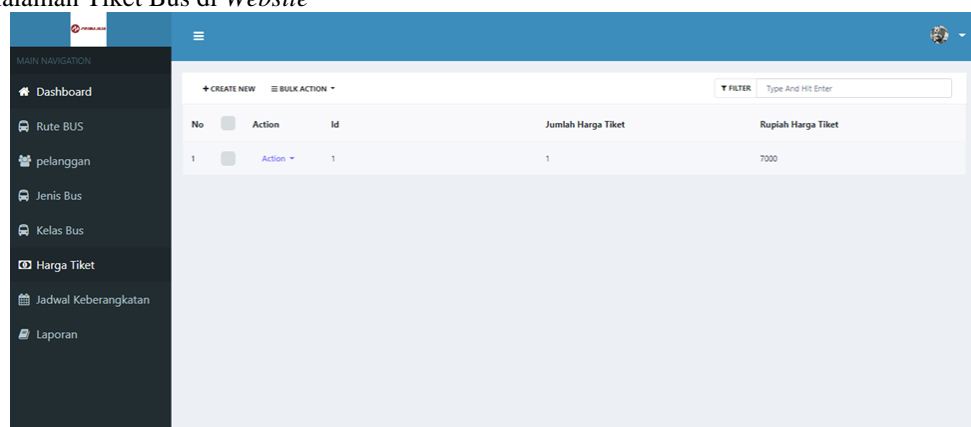 Tiket Bus di Website
MAIN NAVIGATION
Dashboard
Rute BUS
pelanggan
Jenis Bus
Kelas Bus
Harga Tiket
Jadwal Keberangkatan
Laporan
+ CREATE NEW BULK ACTION FILTER Type And Hit Enter
No Action Id Jumlah Harga Tiket Rupiah Harga Tiket
1 Action 1 1 7000